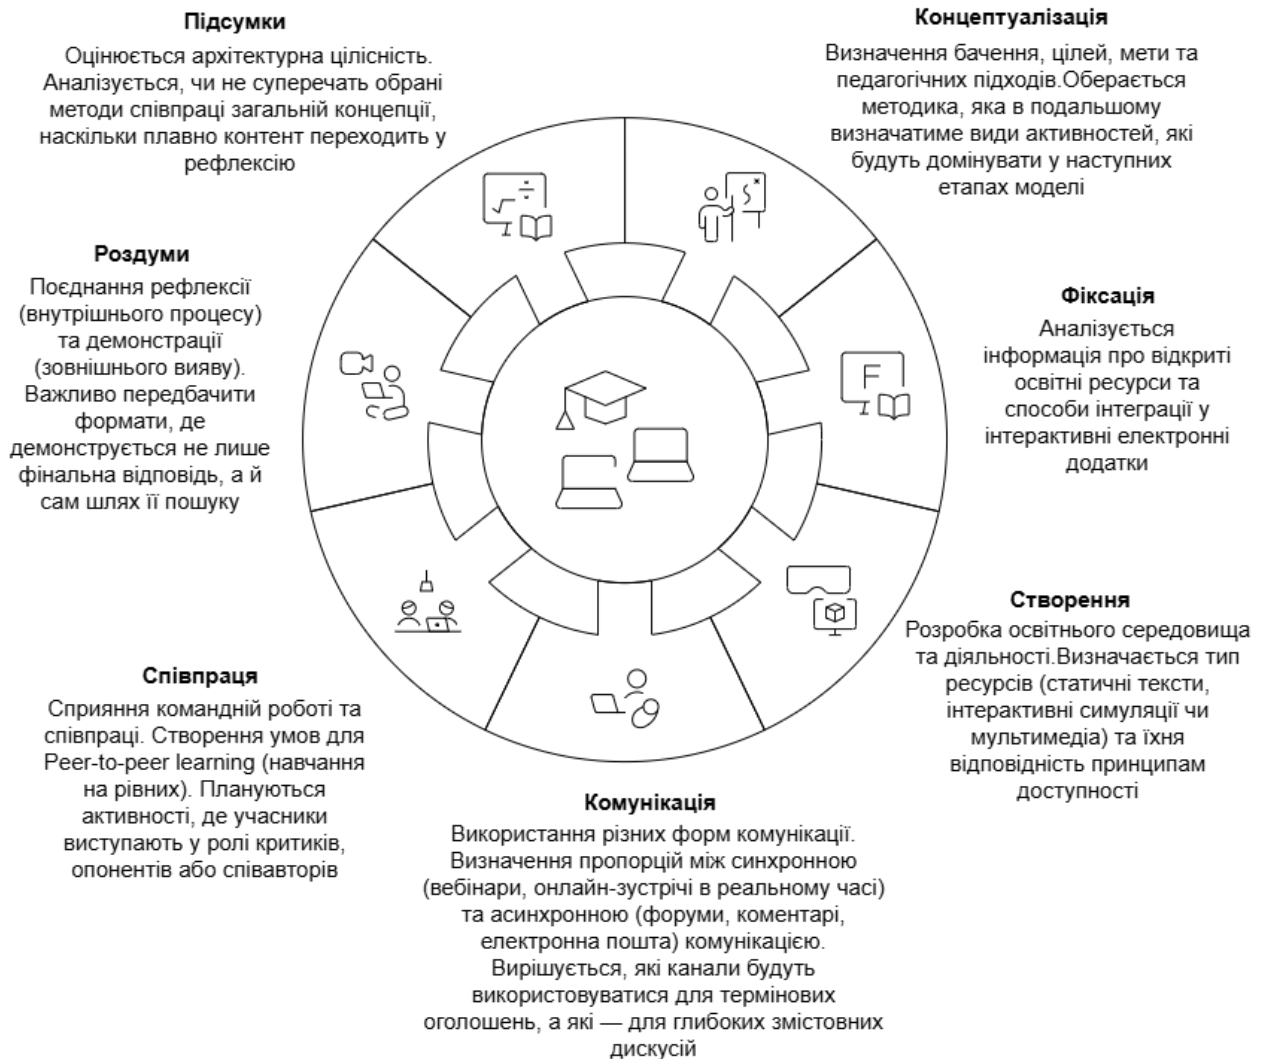 Підсумки
Оцінюється архітектурна цілісність.
Аналізується, чи не суперечать обрані
методи співпраці загальній концепції,
наскільки плавно контент переходить у
рефлексію
Концептуалізація
Визначення бачення, цілей, мети та
педагогічних підходів.Оберається
методика, яка в подальшому
визначатиме види активностей, які
будуть домінувати у наступних
етапах моделі
Роздуми
Поєднання рефлексії
(внутрішнього процесу)
та демонстрації
(зовнішнього вияву).
Важливо передбачити
формати, де
демонструється не лише
фінальна відповідь, а й
сам шлях її пошуку
Фіксація
Аналізується
інформація про відкриті
освітні ресурси та
способи інтеграції у
інтерактивні електронні
додатки
F
Створення
Розробка освітнього середовища
та діяльності.Визначається тип
ресурсів (статичні тексти,
інтерактивні симуляції чи
мультимедіа) та їхня
відповідність принципам
доступності
Співпраця
Сприяння командній роботі та
співпраці. Створення умов для
Peer-to-peer learning (навчання
на рівних). Плануються
активності, де учасники
виступають у ролі критиків,
опонентів або співавторів
Комунікація
Використання різних форм комунікації.
Визначення пропорцій між синхронною
(вебінари, онлайн-зустрічі в реальному часі)
та асинхронною (форуми, коментарі,
електронна пошта) комунікацією.
Вирішується, які канали будуть
використовуватися для термінових
оголошень, а які — для глибоких змістовних
дискусій